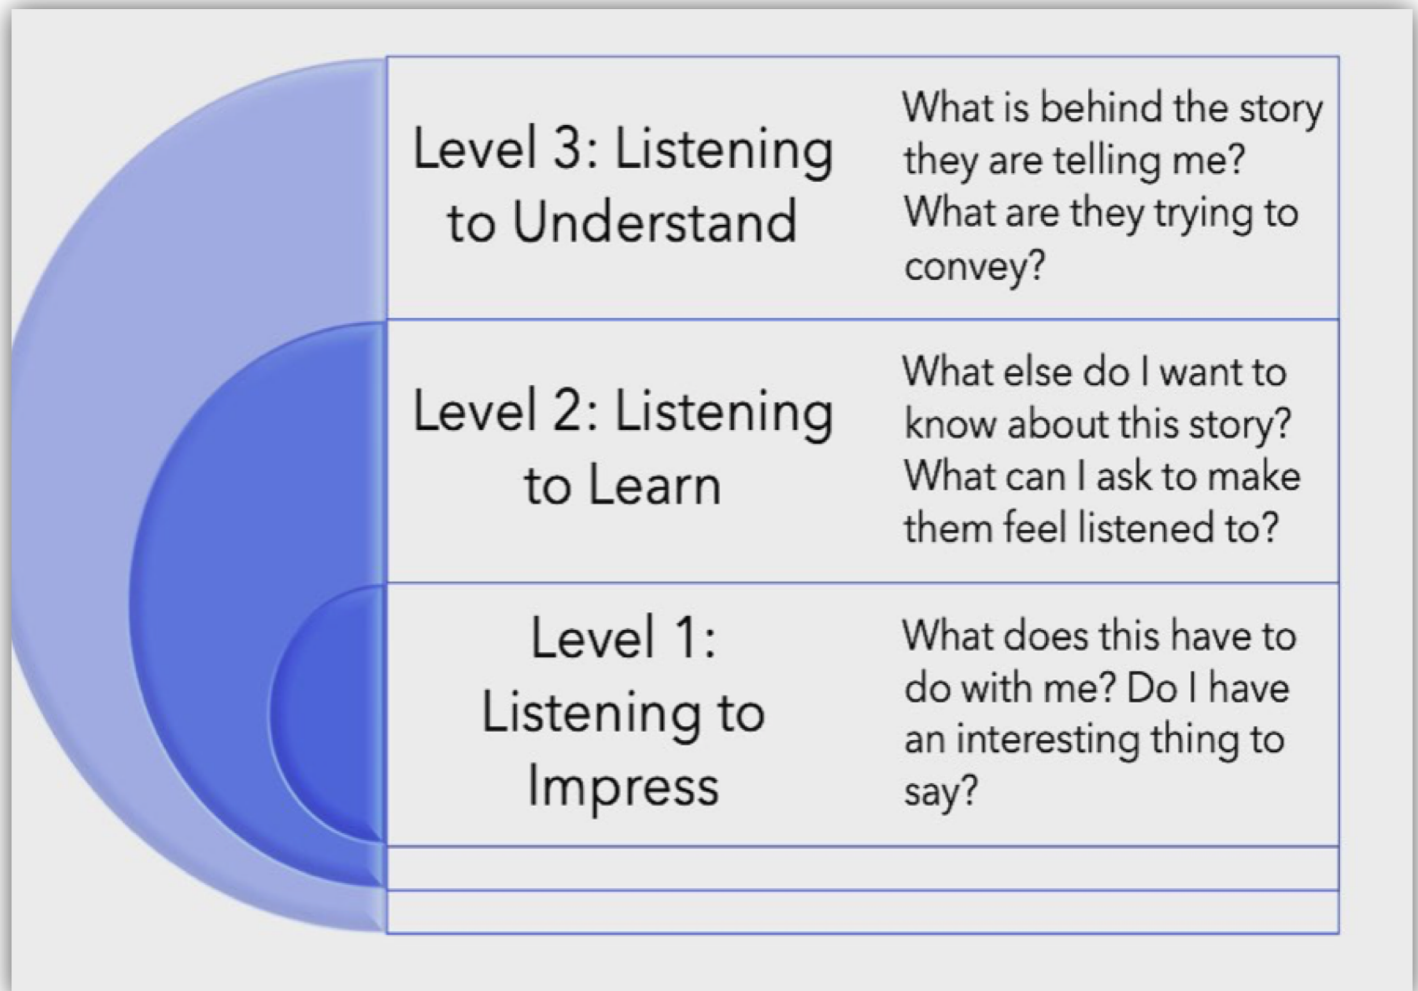 Level 3: Listening
to Understand
What is behind the story
they are telling me?
What are they trying to
convey?
Level 2: Listening
to Learn
What else do I want to
know about this story?
What can I ask to make
them feel listened to?
Level 1:
Listening to
Impress
What does this have to
do with me? Do I have
an interesting thing to
say?